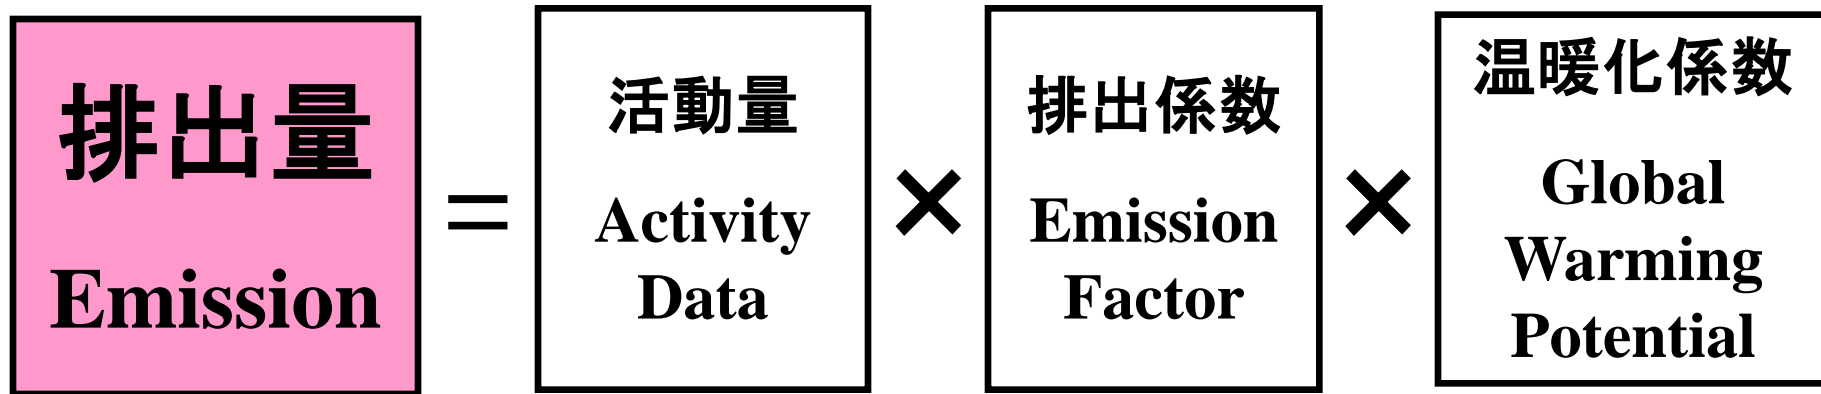 排出量
Emission
=
活動量
Activity
Data
×
排出係数
Emission
Factor
×
温暖化係数
Global
Warming
Potential